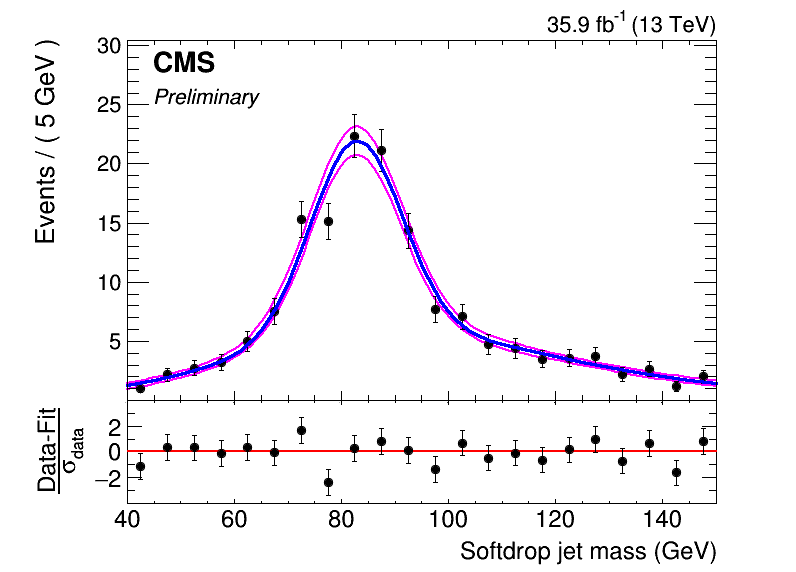 35.9 fb-1 (13 TeV)
CMS
Preliminary
Events / ( 5 GeV )
30
25
20
15
10
5
Data-Fit
σdata
2
0
−2
40 60 80 100 120 140
Softdrop jet mass (GeV)